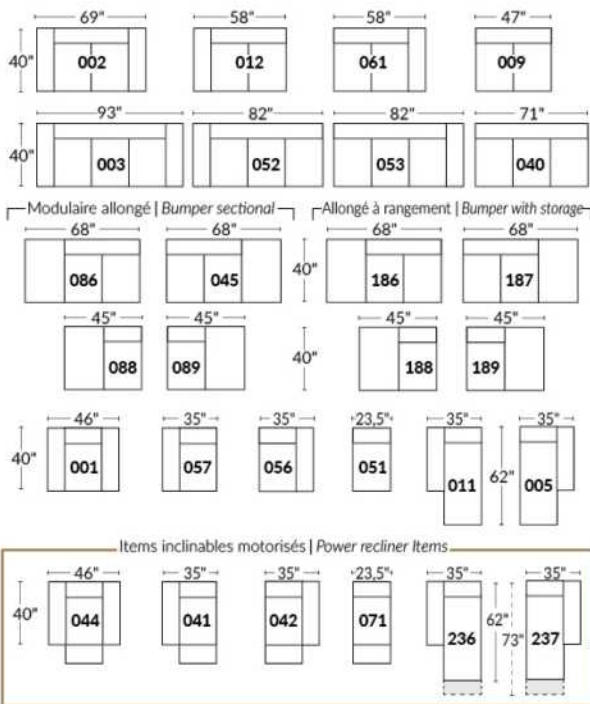 69" 58" 58" 47"
40" 002 012 061 009
93" 82" 82" 71"
40" 003 052 053 040
Modulaire allongé | Bumper sectional Allongé à rangement | Bumper with storage
68" 68" 68" 68"
086 045 40" 186 187
45" 45" 45" 45"
088 089 40" 188 189
46" 35" 35" 23,5" 35" 35"
40" 001 057 056 051 011 62" 005
Items inclinables motorisés | Power recliner Items
46" 35" 35" 23,5" 35" 35"
40" 044 041 042 071 236 62" 73" 237